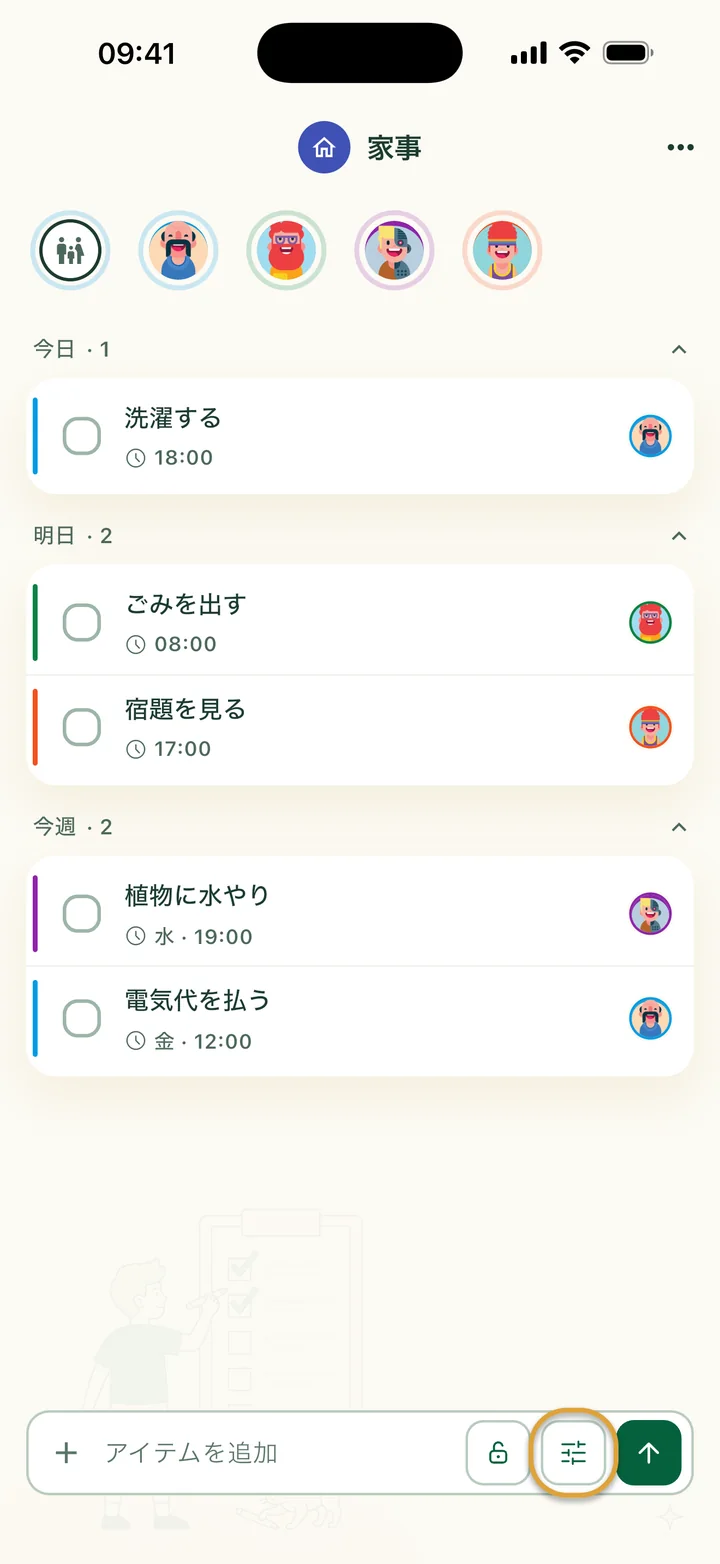 09:41
家事
今日 · 1
洗濯する
18:00
明日 · 2
ごみを出す
08:00
宿題を見る
17:00
今週 · 2
植物に水やり
水 · 19:00
電気代を払う
金 · 12:00
アイテムを追加